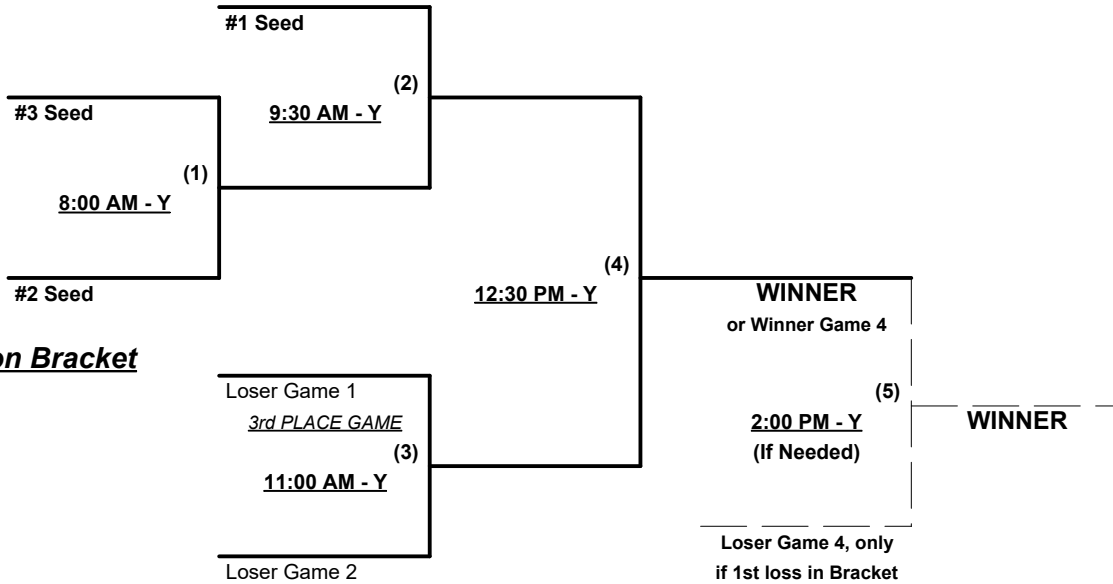 #1 Seed
(2)
9:30 AM - Y
#3 Seed
(1)
8:00 AM - Y
#2 Seed
(4)
12:30 PM - Y
WINNER
or Winner Game 4
on Bracket
Loser Game 1
3rd PLACE GAME
(3)
11:00 AM - Y
Loser Game 2
(5)
2:00 PM - Y
(If Needed)
WINNER
Loser Game 4, only
if 1st loss in Bracket